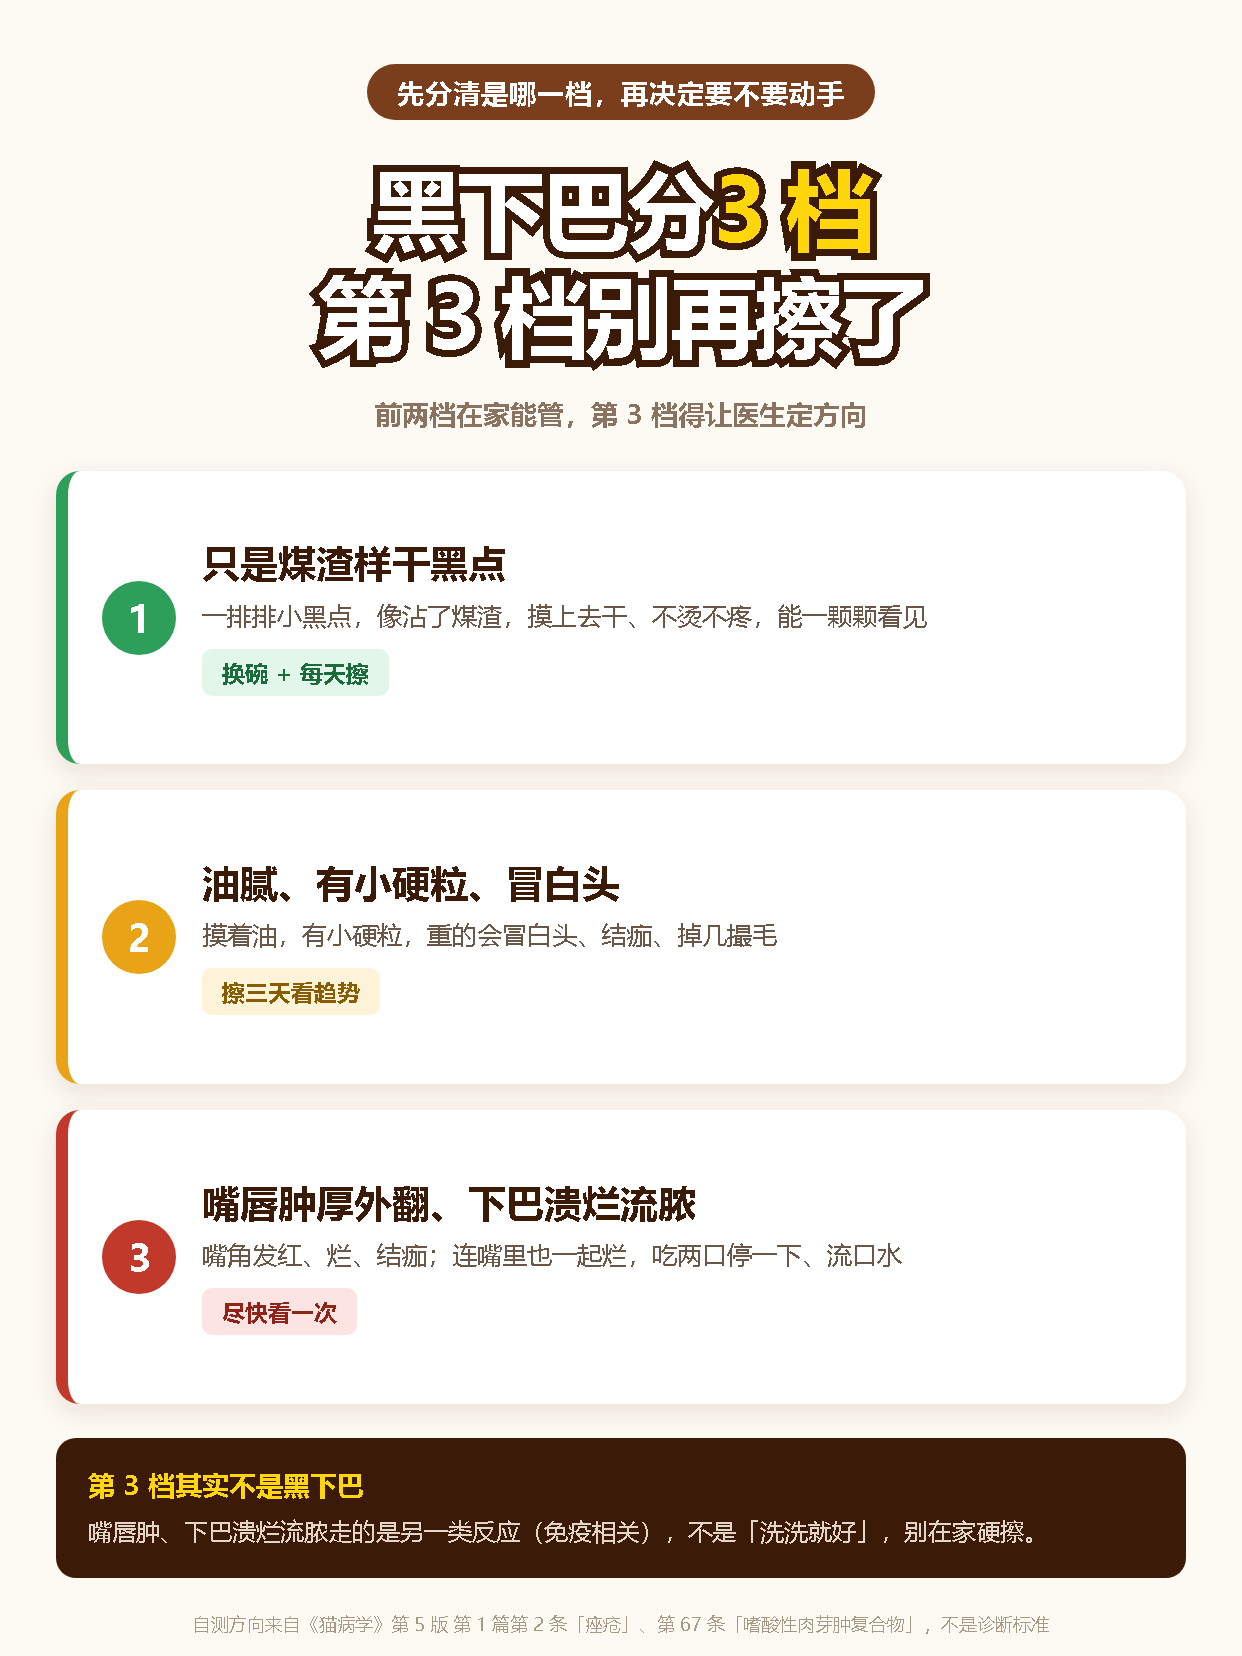 先分清是哪一档，再决定要不要动手
黑下巴分3 档
第 3 档别再擦了
前两档在家能管，第 3 档得让医生定方向
1
只是煤渣样干黑点
一排排小黑点，像沾了煤渣，摸上去干、不烫不疼，能一颗颗看见
换碗 + 每天擦
2
油腻、有小硬粒、冒白头
摸着油，有小硬粒，重的会冒白头、结痂、掉几撮毛
擦三天看趋势
3
嘴唇肿厚外翻、下巴溃烂流脓
嘴角发红、烂、结痂；连嘴里也一起烂，吃两口停一下、流口水
尽快看一次
第 3 档其实不是黑下巴
嘴唇肿、下巴溃烂流脓走的是另一类反应（免疫相关），不是「洗洗就好」，别在家硬擦。
自测方向来自《猫病学》第 5 版 第 1 篇第 2 条「痤疮」、第 67 条「嗜酸性肉芽肿复合物」，不是诊断标准